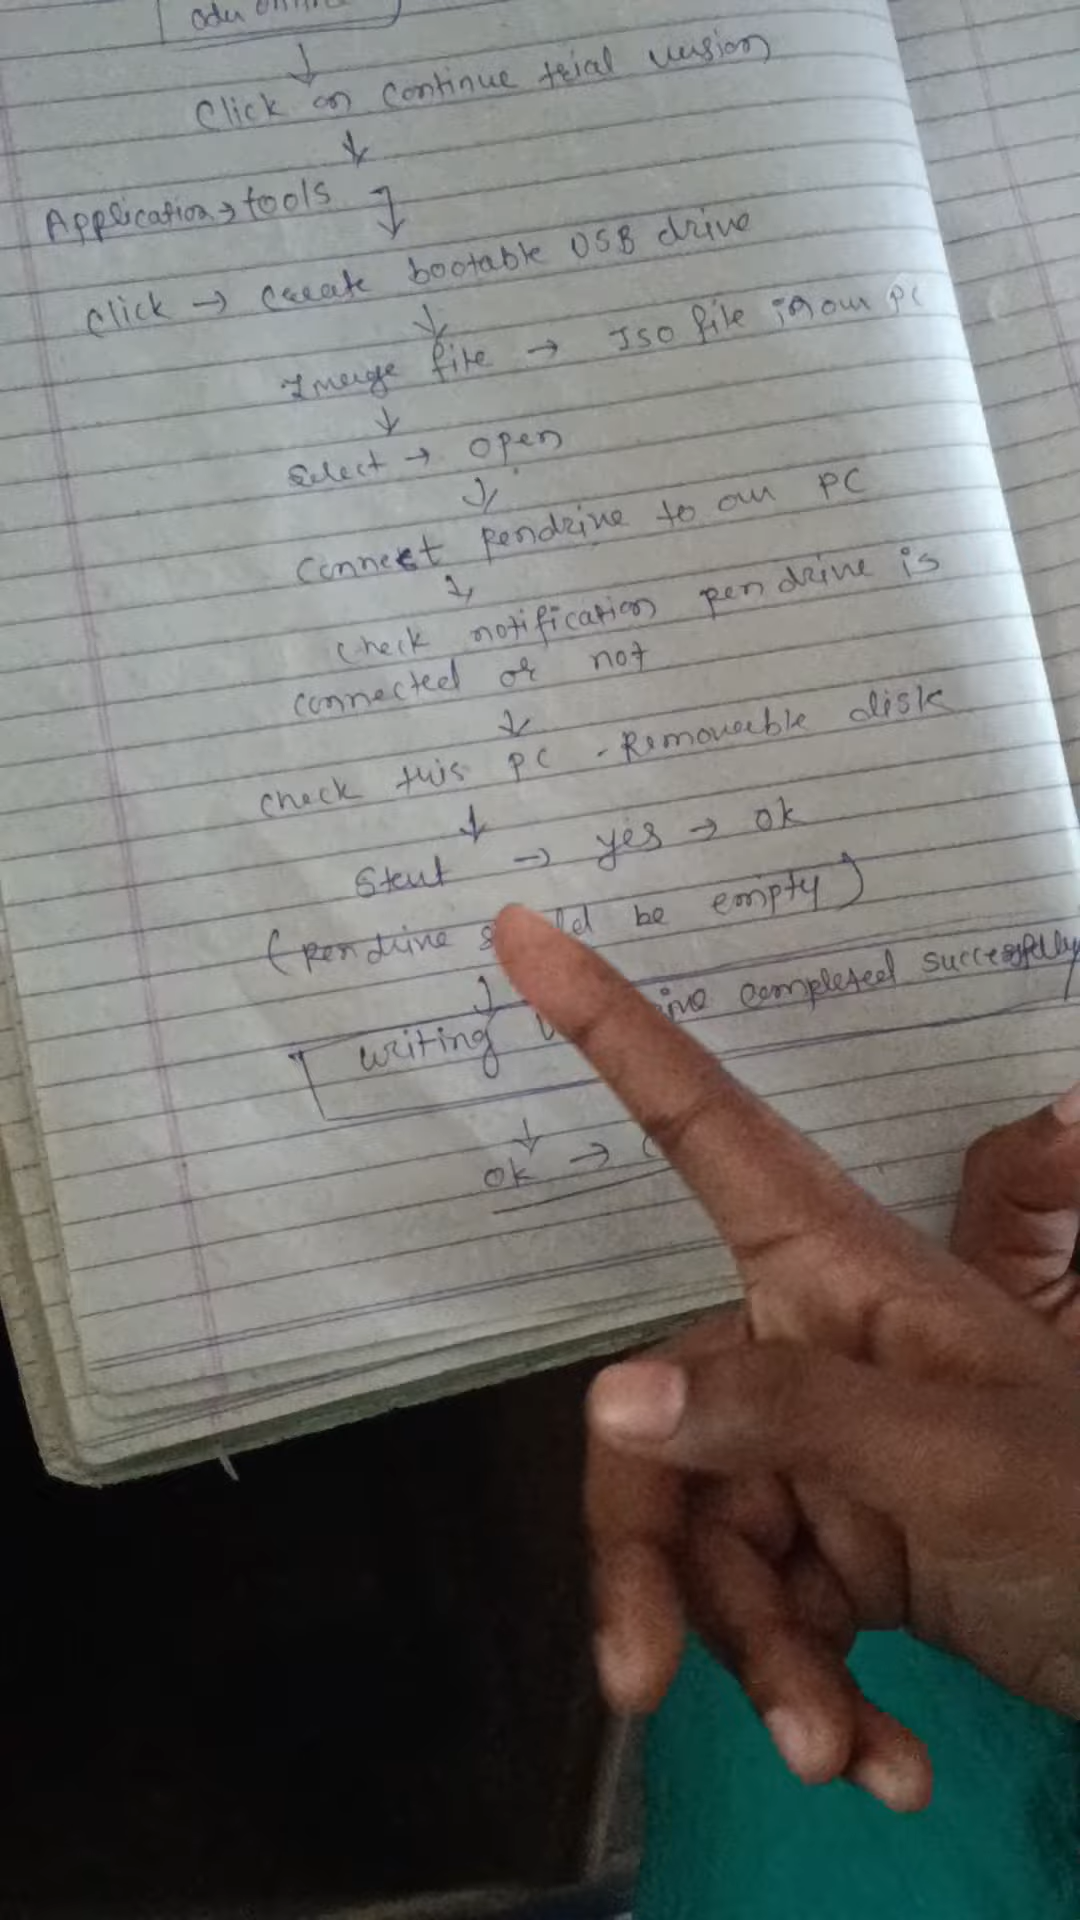 Click on Continue trial version
Application → tools
Click → Create bootable USB drive
Image file → ISO file in our PC
Select → open
Connect Pendrive to our PC
Check notification pen drive is
connected or not
Check this PC - Removeable disk
Start → yes → ok
(Pendrive be empty)
writing completed successfully
ok →